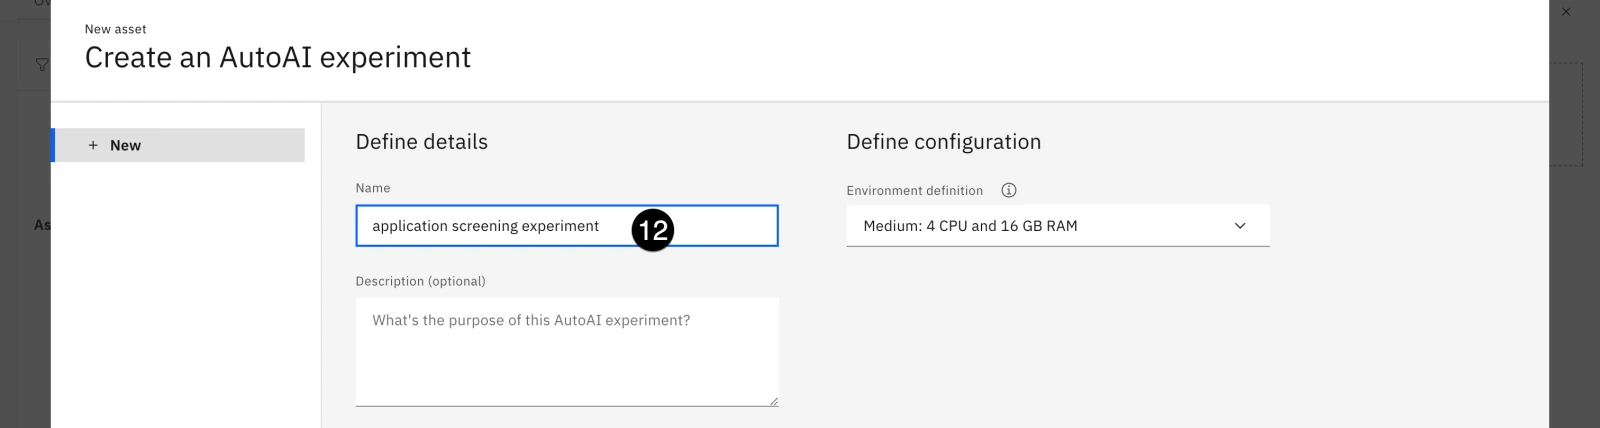 New asset
Create an AutoAI experiment
+ New
Define details
Name
application screening experiment
12
Description (optional)
What's the purpose of this AutoAI experiment?
Define configuration
Environment definition
Medium: 4 CPU and 16 GB RAM
As